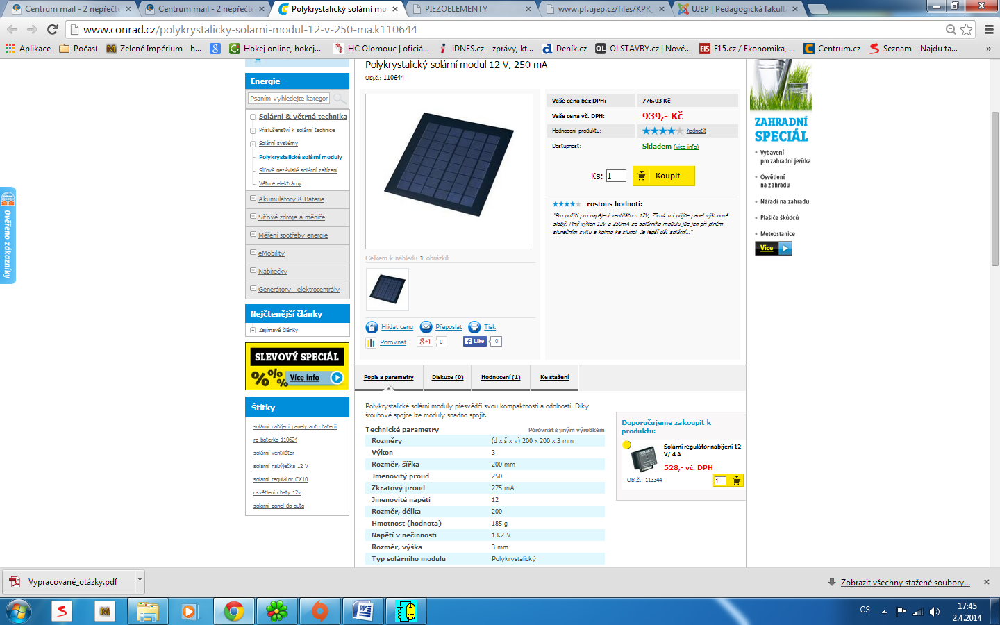 Centrum mail - 2 nepřečte
Centrum mail - 2 nepřečte
Polykrystalický solární mo
PIEZOELEMENTY
www.pf.ujep.cz/files/KPR_
UJEP | Pedagogická fakult
www.conrad.cz/polykrystalicky-solarni-modul-12-v-250-ma.k110644
Aplikace
Počasí
Zelené Impérium - h...
Hokej online, hokej...
HC Olomouc | oficiá...
iDNES.cz – zprávy, kt...
Deník.cz
OLSTAVBY.cz | Nové...
E15.cz / Ekonomika, ...
Centrum.cz
Seznam – Najdu ta...
»
Energie
Psaním vyhledejte kategor
Solární & větrná technika
Příslušenství k solární technice
Solární systémy
Polykrystalické solární moduly
Síťově nezávislé solární zařízení
Větrné elektrárny
Akumulátory & Baterie
Síťové zdroje a měniče
Měření spotřeby energie
eMobility
Nabíječky
Generátory - elektrocentrály
Nejčtenější články
Zajímavé články
SLEVOVÝ SPECIÁL
%%% Více info
Štítky
solární nabíjecí panely auto baterii
rc baterka 110624
solární ventilátor
solarní nabýječka 12 V
solarni regulátor CX10
osvětlení chaty 12v
solarni panel do auta
Ověřeno zákazníky
Polykrystalický solární modul 12 V, 250 mA
Obj.č.: 110644
Celkem k náhledu 1 obrázků
Hlídat cenu
Přeposlat
Tisk
Porovnat
g+1
0
Like
0
Vaše cena bez DPH: 776,03 Kč
Vaše cena vč. DPH: 939,- Kč
Hodnocení produktu: hodnotit
Dostupnost: Skladem (více info)
Ks: 1 Koupit
rostous hodnotí:
"Pro požití pro napájení ventilátoru 12V, 75mA mi přijde panel výkonově
slabý. Plný výkon 12V a 250mA ze solárního modulu jde jen při plném
slunečním svitu a kolmo ke slunci. Je lepší dát solární..."
Popis a parametry
Diskuze (0)
Hodnocení (1)
Ke stažení
Polykrystalické solární moduly přesvědčí svou kompaktností a odolností. Díky
šroubové spojce lze moduly snadno spojit.
Technické parametry Porovnat s jiným výrobkem
Rozměry (d x š x v) 200 x 200 x 3 mm
Výkon 3
Rozměr, šířka 200 mm
Jmenovitý proud 250
Zkratový proud 275 mA
Jmenovité napětí 12
Rozměr, délka 200
Hmotnost (hodnota) 185 g
Napětí v nečinnosti 13.2 V
Rozměr, výška 3 mm
Typ solárního modulu Polykrystalický
Doporučujeme zakoupit k
produktu:
Solární regulátor nabíjení 12
V/ 4 A
528,- vč. DPH
Obj.č.: 113344
1
ZAHRADNÍ
SPECIÁL
Vybavení
pro zahradní jezírka
Osvětlení
na zahradu
Nářadí na zahradu
Plašiče škůdců
Meteostanice
Více
Vypracované_otázky.pdf
Zobrazit všechny stažené soubory...
CS
17:45
2.4.2014